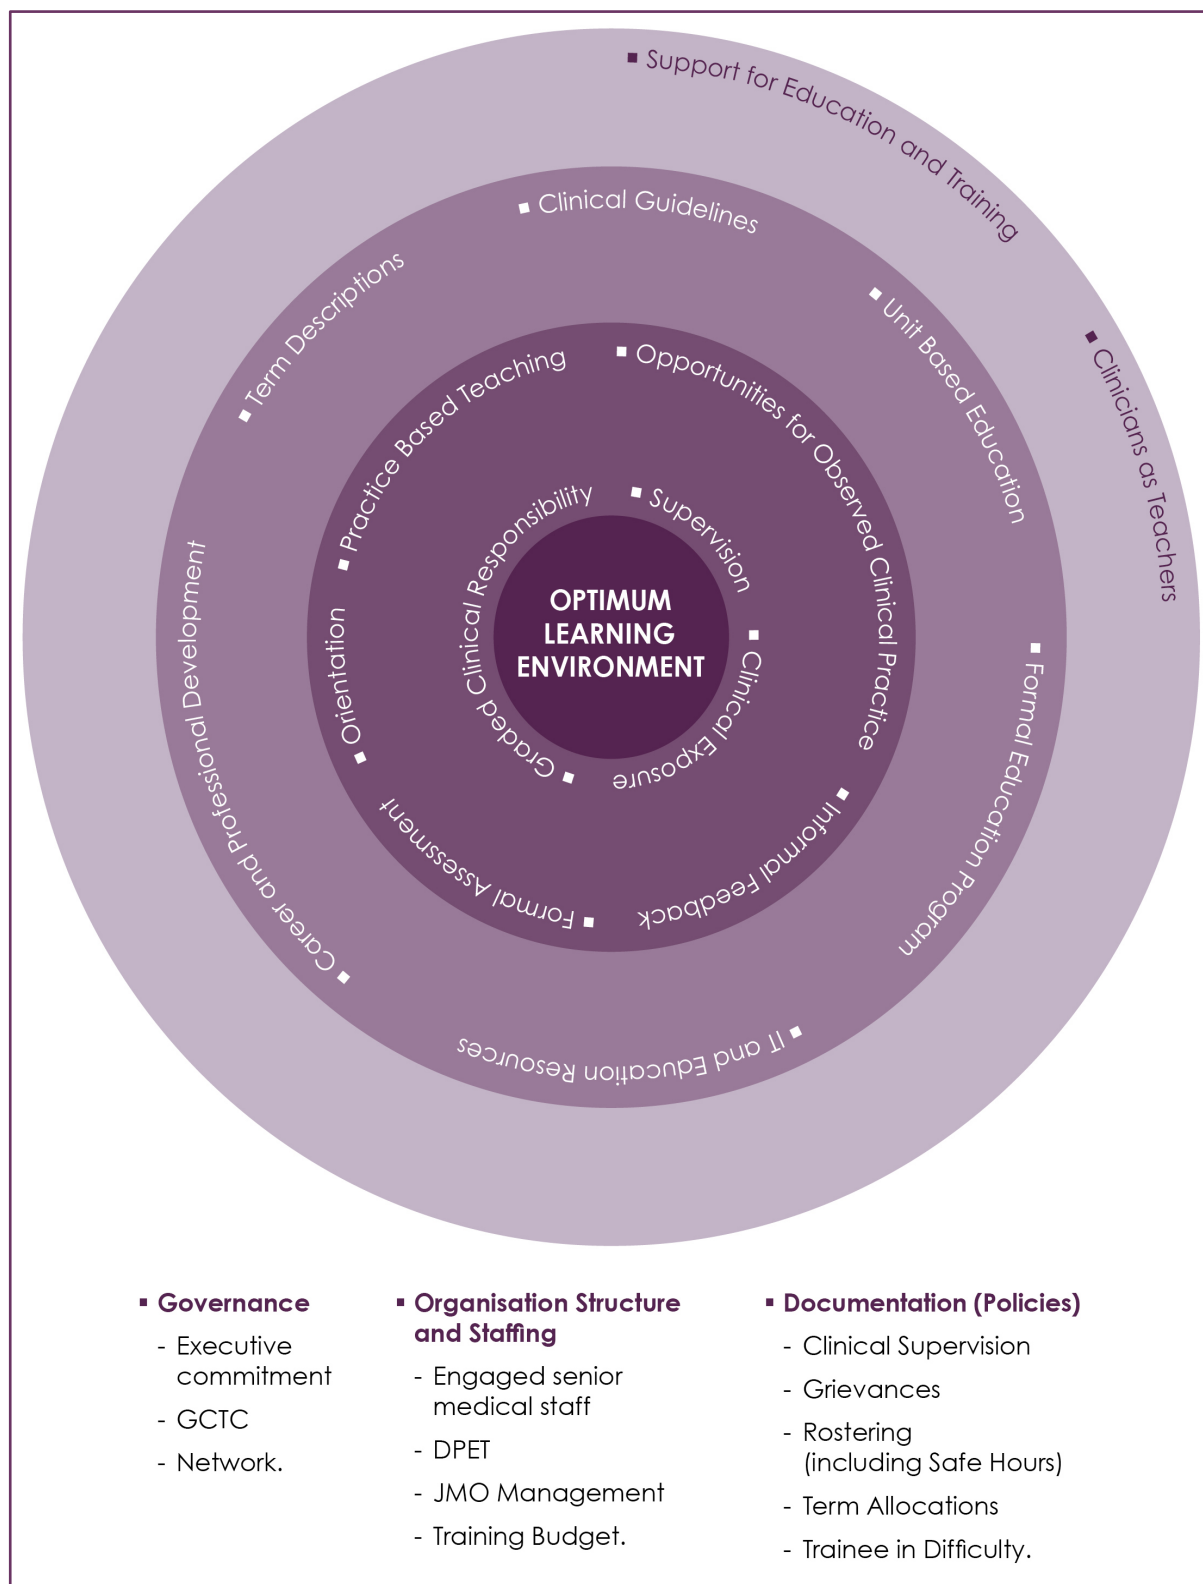 ▪ Support for Education and Training
▪ Clinicians as Teachers
▪ Clinical Guidelines
▪ Unit Based Education
▪ Formal Education Program
▪ IT and Education Resources
▪ Career and Professional Development
▪ Term Descriptions
▪ Practice Based Teaching
▪ Opportunities for Observed Clinical Practice
▪ Informal Feedback
▪ Formal Assessment
▪ Orientation
▪ Supervision
▪ Clinical Exposure
▪ Graded Clinical Responsibility
OPTIMUM
LEARNING
ENVIRONMENT
▪ Governance
- Executive
commitment
- GCTC
- Network.
▪ Organisation Structure
and Staffing
- Engaged senior
medical staff
- DPET
- JMO Management
- Training Budget.
▪ Documentation (Policies)
- Clinical Supervision
- Grievances
- Rostering
(including Safe Hours)
- Term Allocations
- Trainee in Difficulty.